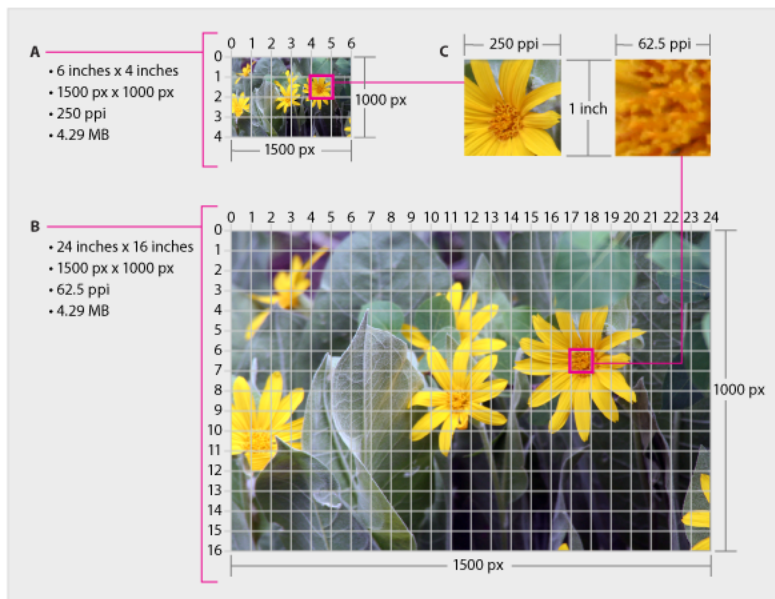 A
• 6 inches x 4 inches
• 1500 px x 1000 px
• 250 ppi
• 4.29 MB
0 1 2 3 4 5 6
0
1
2
3
4
1000 px
1500 px
C
250 ppi
62.5 ppi
1 inch
B
• 24 inches x 16 inches
• 1500 px x 1000 px
• 62.5 ppi
• 4.29 MB
0 1 2 3 4 5 6 7 8 9 10 11 12 13 14 15 16 17 18 19 20 21 22 23 24
0
1
2
3
4
5
6
7
8
9
10
11
12
13
14
15
16
1000 px
1500 px